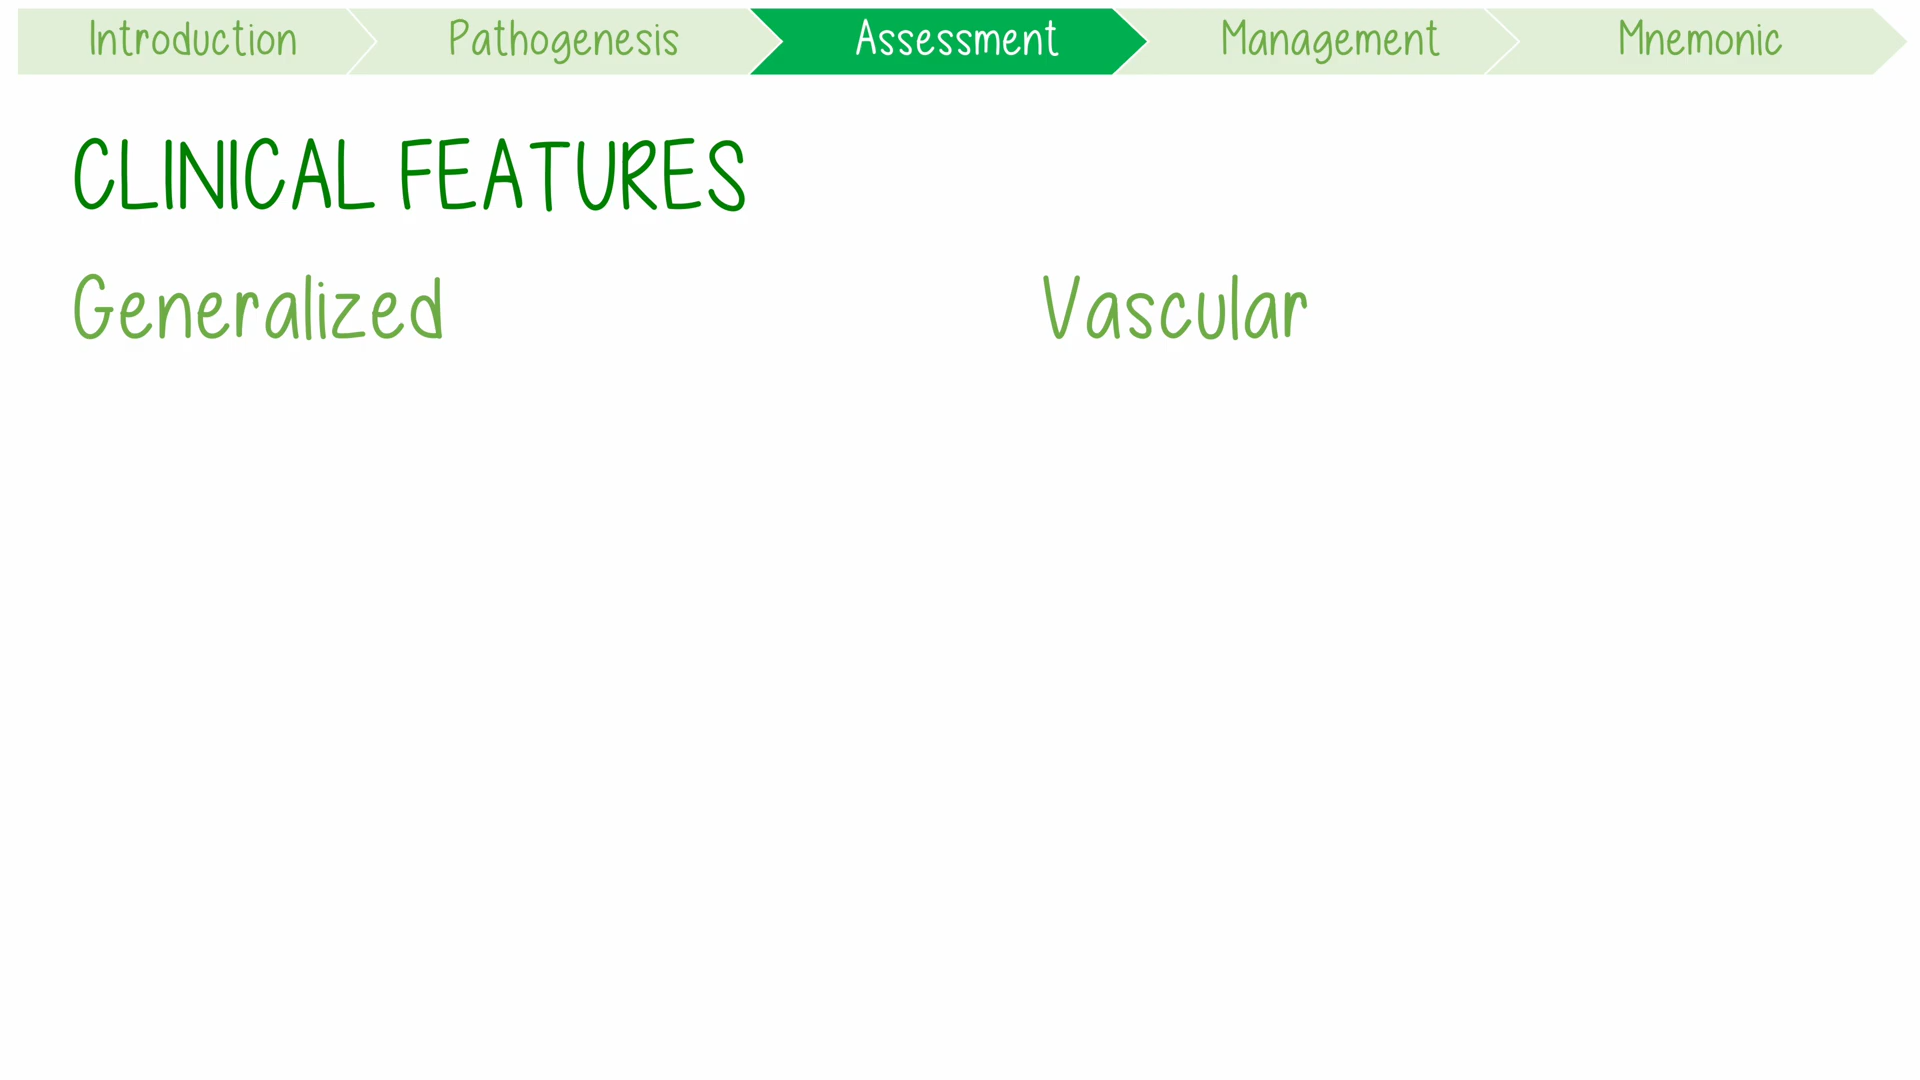 Introduction Pathogenesis Assessment Management Mnemonic
CLINICAL FEATURES
Generalized Vascular